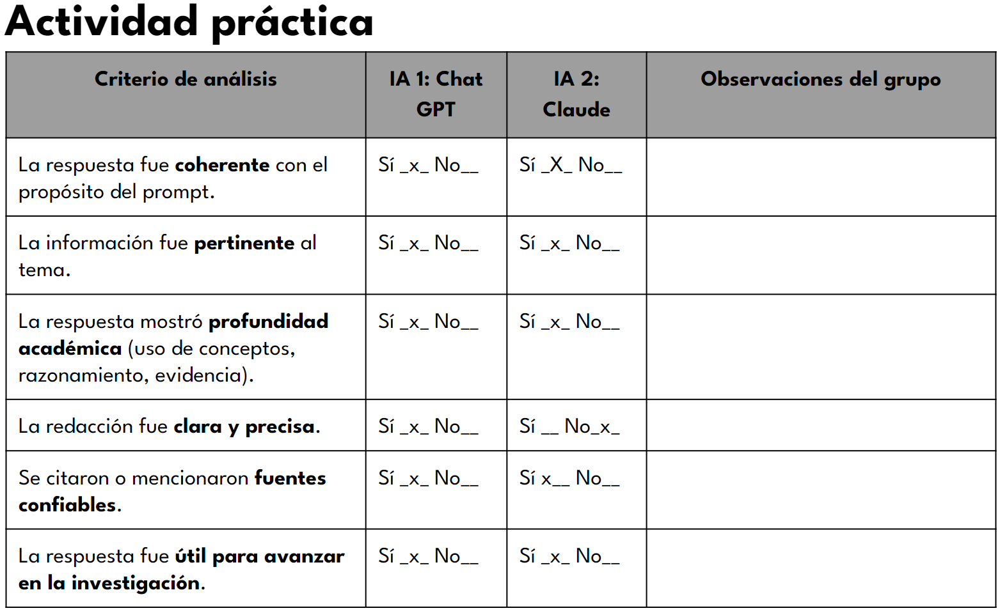 Actividad práctica
Criterio de análisis
IA 1: Chat
GPT
IA 2:
Claude
Observaciones del grupo
La respuesta fue coherente con el
propósito del prompt.
Sí _x_ No__
Sí _X_ No__
La información fue pertinente al
tema.
Sí _x_ No__
Sí _x_ No__
La respuesta mostró profundidad
académica (uso de conceptos,
razonamiento, evidencia).
Sí _x_ No__
Sí _x_ No__
La redacción fue clara y precisa.
Sí _x_ No__
Sí __ No_x_
Se citaron o mencionaron fuentes
confiables.
Sí _x_ No__
Sí x__ No__
La respuesta fue útil para avanzar
en la investigación.
Sí _x_ No__
Sí _x_ No__